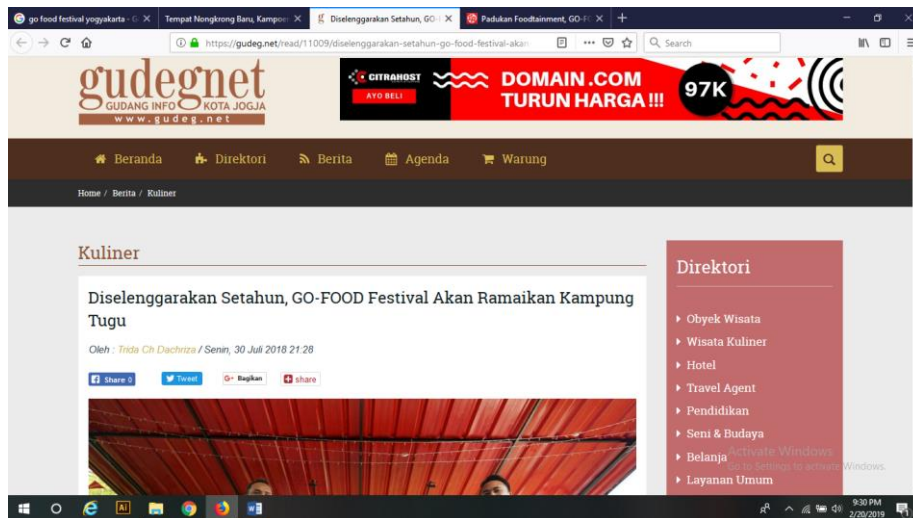 go food festival yogyakarta - G
Tempat Nongkrong Baru, Kampoe
Diselenggarakan Setahun, GO-
Padukan Foodtainment, GO-F
https://gudeg.net/read/11009/diselenggarakan-setahun-go-food-festival-akan
Search
gudegnet
GUDANG INFO KOTA JOGJA
www.gudeg.net
CITRAHOST
AYO BELI
DOMAIN .COM
TURUN HARGA !!!
97K
Beranda
Direktori
Berita
Agenda
Warung
Home / Berita / Kuliner
Kuliner
Diselenggarakan Setahun, GO-FOOD Festival Akan Ramaikan Kampung
Tugu
Oleh : Trida Ch Dachriza / Senin, 30 Juli 2018 21:28
Share 0
Tweet
G+ Bagikan
share
Direktori
Obyek Wisata
Wisata Kuliner
Hotel
Travel Agent
Pendidikan
Seni & Budaya
Belanja
Layanan Umum
Activate Windows
Go to Settings to activate Windows.
Ai
9:30 PM
2/20/2019